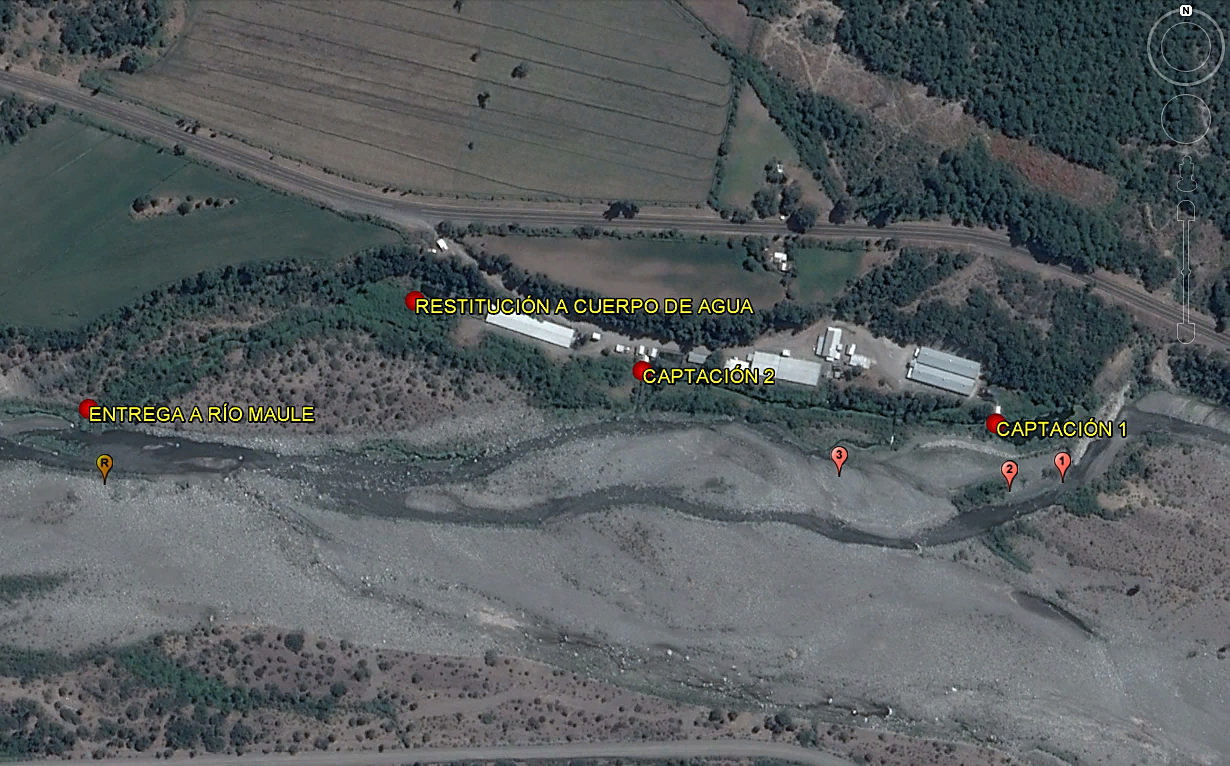 N
RESTITUCIÓN A CUERPO DE AGUA
CAPTACIÓN 2
ENTREGA A RÍO MAULE
CAPTACIÓN 1
3
1
2
R